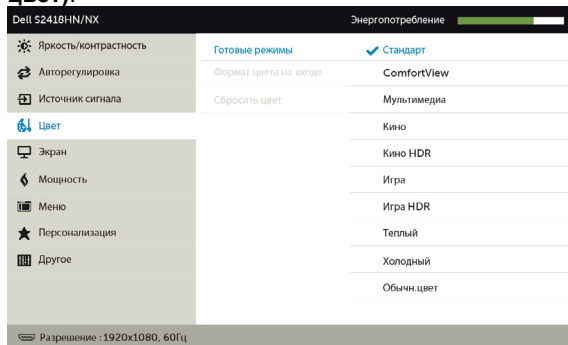 ЦВЕТ).
Dell S2418HN/NX Энергопотребление
Яркость/контрастность Готовые режимы Стандарт
Авторегулировка Формат цвета на входе ComfortView
Источник сигнала Сбросить цвет Мультимедиа
Цвет Кино
Экран Кино HDR
Мощность Игра
Меню Игра HDR
Персонализация Теплый
Другое Холодный
Обычн.цвет
Разрешение : 1920x1080, 60Гц